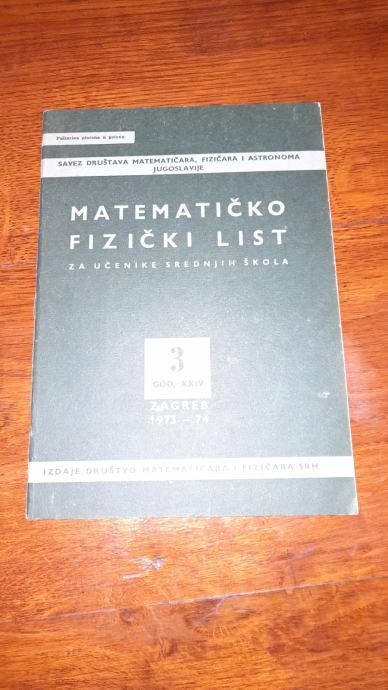 Poštarina plaćena u gotovu
SAVEZ DRUŠTAVA MATEMATIČARA, FIZIČARA I ASTRONOMA
JUGOSLAVIJE
MATEMATIČKO
FIZIČKI LIST
ZA UČENIKE SREDNJIH ŠKOLA
3
GOD. XXIV
ZAGREB
1973 – 74
IZDAJE DRUŠTVO MATEMATIČARA I FIZIČARA SRH